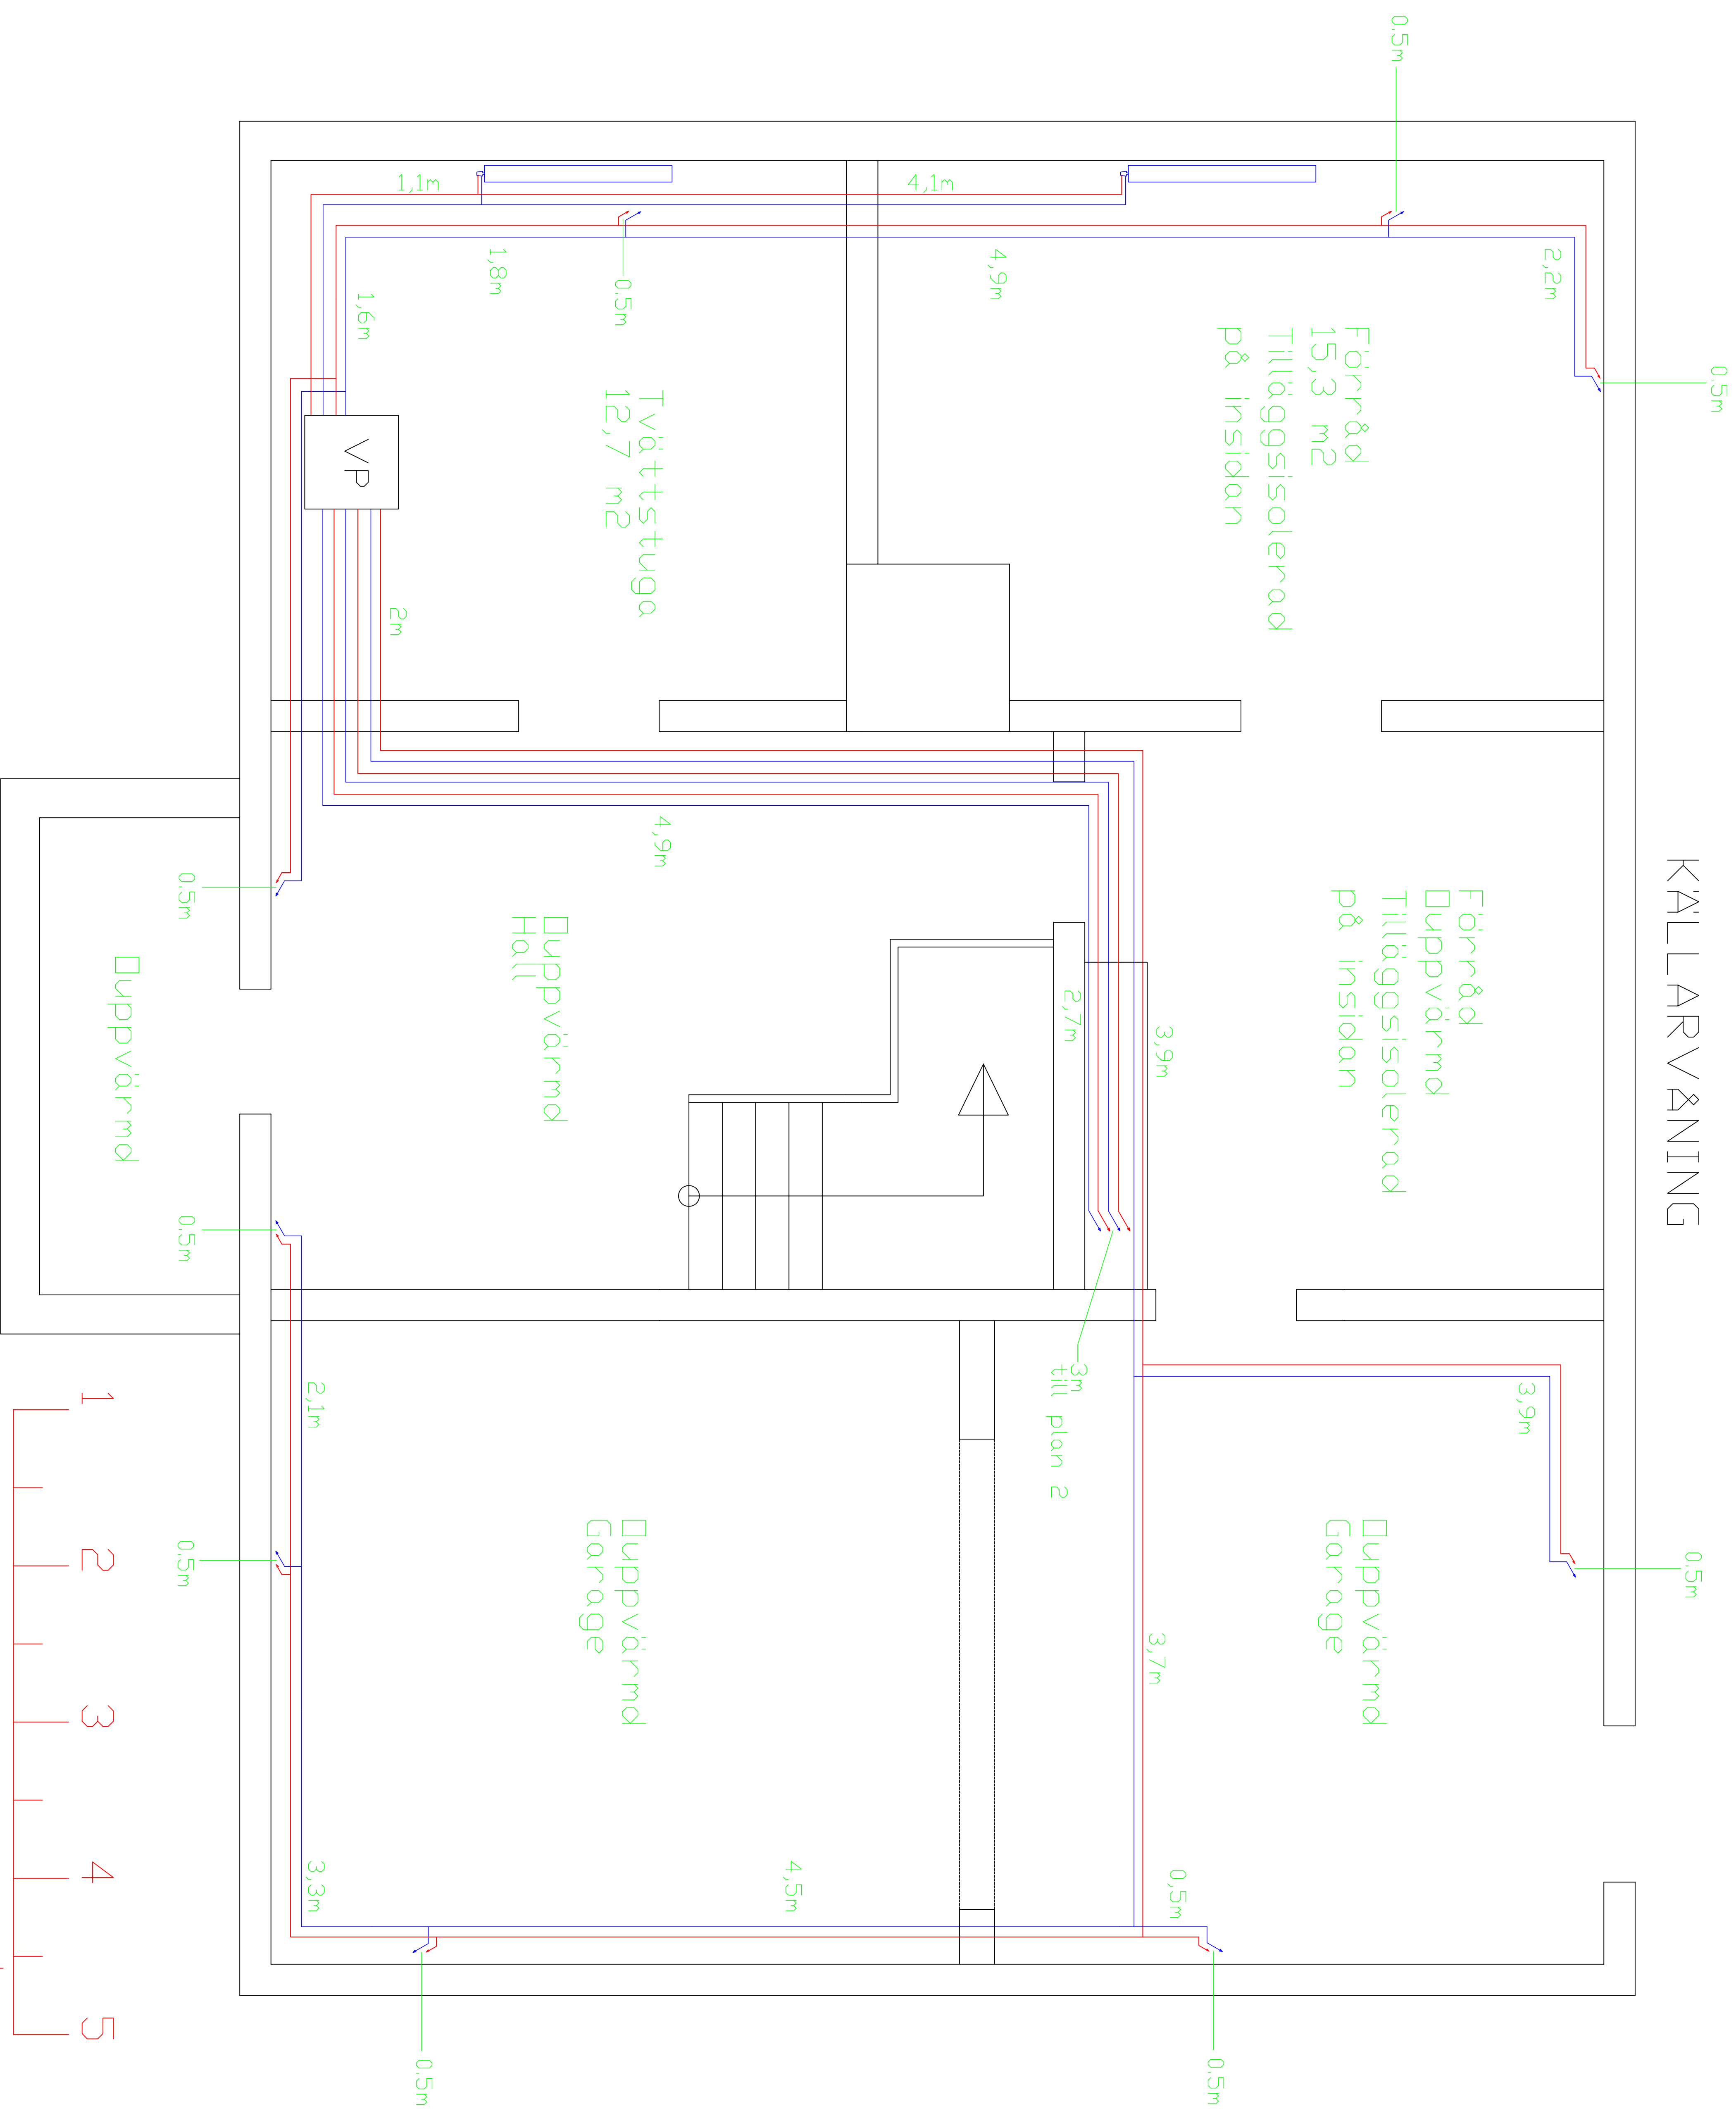 KÄLLARVÅNING
0.5m
0.5m
2,2m
4,9m
4,1m
1,1m
1,8m
0.5m
1,6m
Förråd
15,3 m2
Tilläggsisolerad
på insidan
Tvättstuga
12,7 m2
VP
2m
4,9m
0.5m
Ouppvärmd
Hall
Ouppvärmd
Förråd
Ouppvärmd
Tilläggsisolerad
på insidan
2,7m
3,9m
0.5m
3m
till plan 2
2,1m
3,9m
0.5m
0.5m
Ouppvärmd
Garage
Ouppvärmd
Garage
3,7m
3,3m
4,5m
0,5m
0.5m
0.5m
1
2
3
4
5